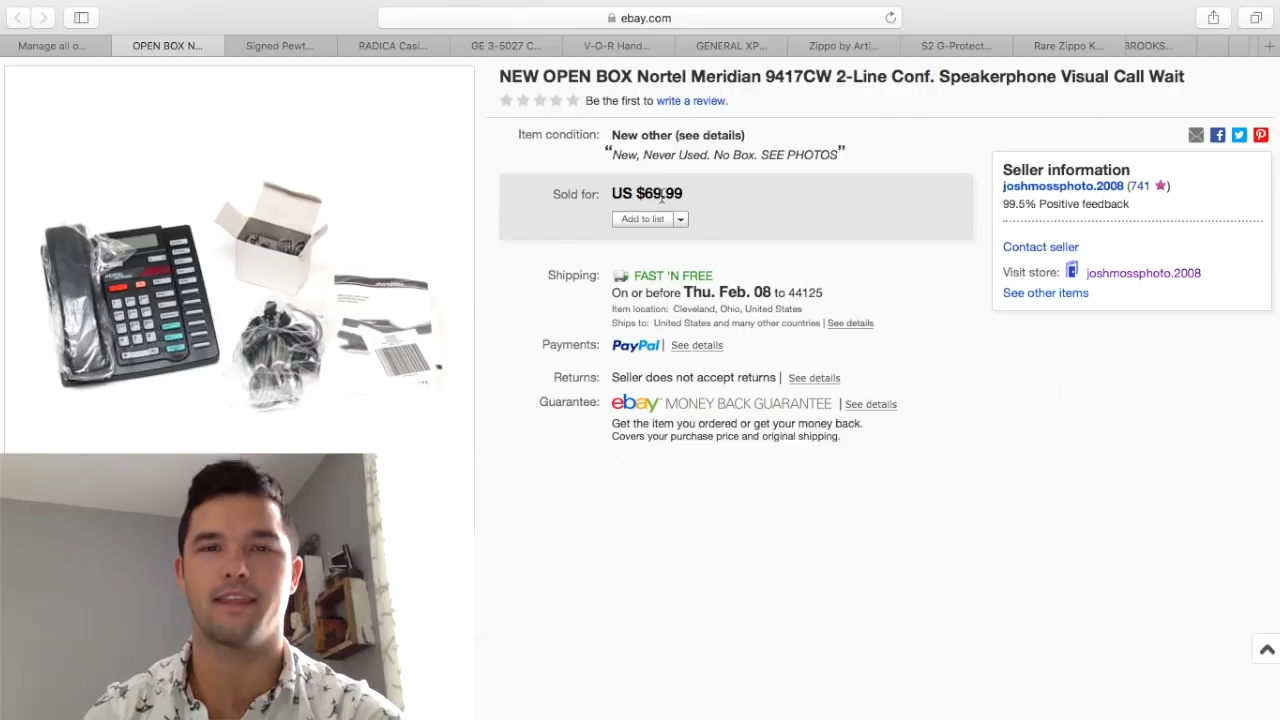 ebay.com
Manage all o...
OPEN BOX N...
Signed Pewt...
RADICA Casi...
GE 3-5027 C...
V-O-R Hand...
GENERAL XP...
Zippo by Arti...
S2 G-Protect...
Rare Zippo K...
BROOKS...
NEW OPEN BOX Nortel Meridian 9417CW 2-Line Conf. Speakerphone Visual Call Wait
Be the first to write a review.
Item condition: New other (see details)
“New, Never Used. No Box. SEE PHOTOS”
Sold for: US $69.99
Add to list
Shipping: FAST 'N FREE
On or before Thu. Feb. 08 to 44125
Item location: Cleveland, Ohio, United States
Ships to: United States and many other countries | See details
Payments: PayPal | See details
Returns: Seller does not accept returns | See details
Guarantee: ebay MONEY BACK GUARANTEE | See details
Get the item you ordered or get your money back.
Covers your purchase price and original shipping.
Seller information
joshmossphoto.2008 (741)
99.5% Positive feedback
Contact seller
Visit store: joshmossphoto.2008
See other items